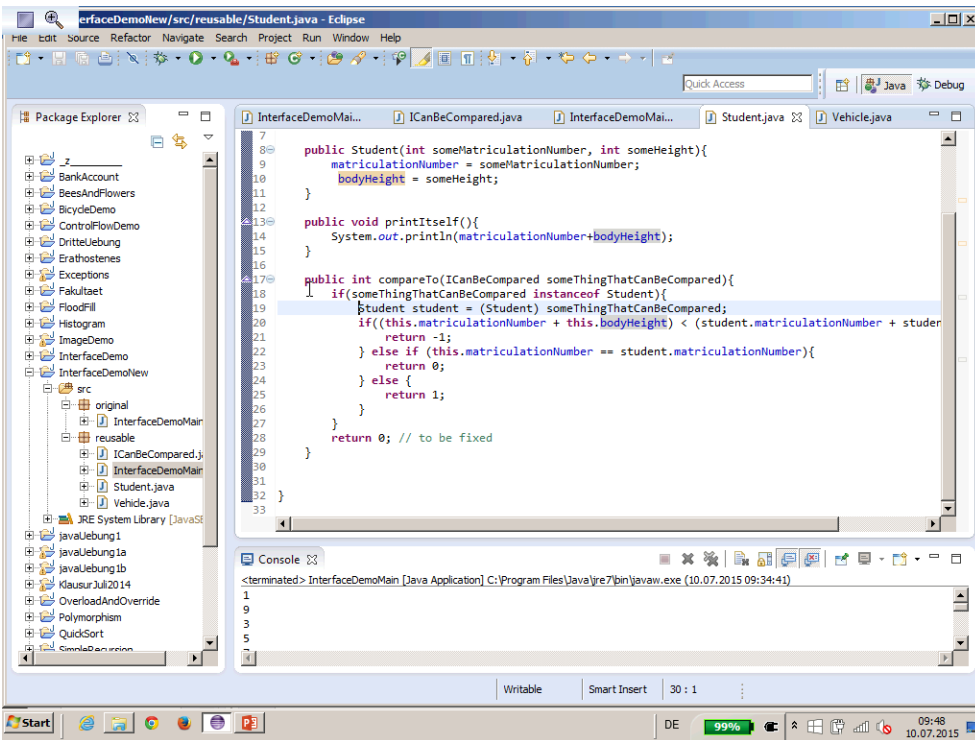 erfaceDemoNew/src/reusable/Student.java - Eclipse
File Edit Source Refactor Navigate Search Project Run Window Help
Quick Access
Java
Debug
Package Explorer
_z_________
BankAccount
BeesAndFlowers
BicycleDemo
ControlFlowDemo
DritteUebung
Erathostenes
Exceptions
Fakultaet
FloodFill
Histogram
ImageDemo
InterfaceDemo
InterfaceDemoNew
src
original
InterfaceDemoMain
reusable
ICanBeCompared.j
InterfaceDemoMain
Student.java
Vehicle.java
JRE System Library [JavaSE
javaUebung1
javaUebung1a
javaUebung1b
KlausurJuli2014
OverloadAndOverride
Polymorphism
QuickSort
SimpleRecursion
InterfaceDemoMai...
ICanBeCompared.java
InterfaceDemoMai...
Student.java
Vehicle.java
7
8 public Student(int someMatriculationNumber, int someHeight){
9 matriculationNumber = someMatriculationNumber;
10 bodyHeight = someHeight;
11 }
12
13 public void printItself(){
14 System.out.println(matriculationNumber+bodyHeight);
15 }
16
17 public int compareTo(ICanBeCompared someThingThatCanBeCompared){
18 if(someThingThatCanBeCompared instanceof Student){
19 Student student = (Student) someThingThatCanBeCompared;
20 if((this.matriculationNumber + this.bodyHeight) < (student.matriculationNumber + studen
21 return -1;
22 } else if (this.matriculationNumber == student.matriculationNumber){
23 return 0;
24 } else {
25 return 1;
26 }
27 }
28 return 0; // to be fixed
29 }
30
31
32 }
33
Console
<terminated> InterfaceDemoMain [Java Application] C:\Program Files\Java\jre7\bin\javaw.exe (10.07.2015 09:34:41)
1
9
3
5
Writable
Smart Insert
30 : 1
Start
DE
99%
09:48
10.07.2015